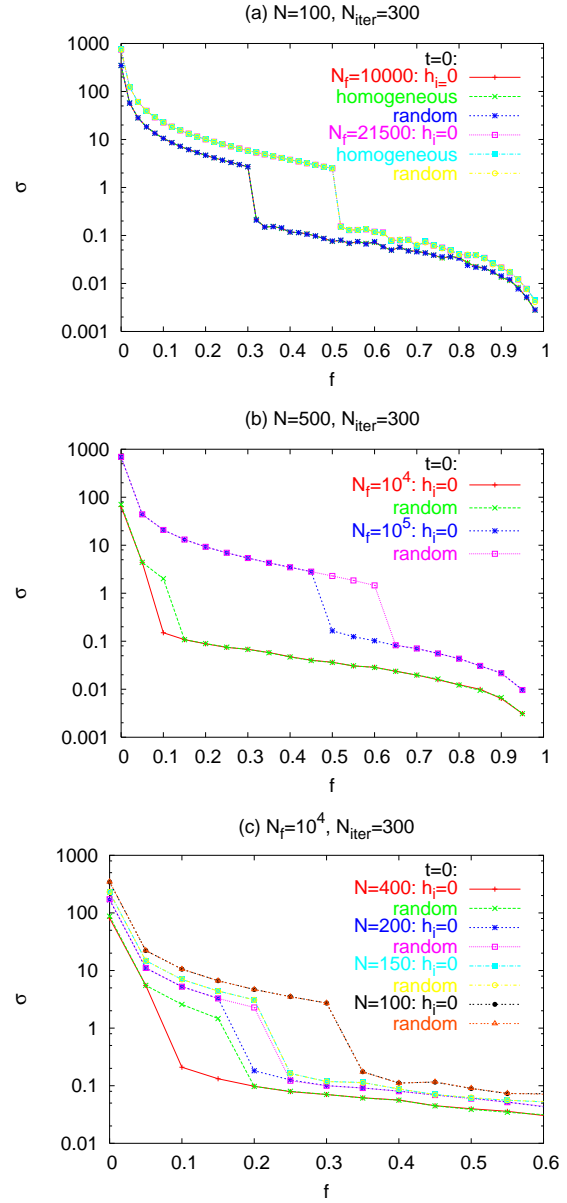 (a) N=100, N_iter=300
1000
100
10
1
0.1
0.01
0.001
σ
t=0:
N_f=10000: h_i=0
homogeneous
random
N_f=21500: h_i=0
homogeneous
random
0 0.1 0.2 0.3 0.4 0.5 0.6 0.7 0.8 0.9 1
f
(b) N=500, N_iter=300
1000
100
10
1
0.1
0.01
0.001
σ
t=0:
N_f=10^4: h_i=0
random
N_f=10^5: h_i=0
random
0 0.1 0.2 0.3 0.4 0.5 0.6 0.7 0.8 0.9 1
f
(c) N_f=10^4, N_iter=300
1000
100
10
1
0.1
0.01
σ
t=0:
N=400: h_i=0
random
N=200: h_i=0
random
N=150: h_i=0
random
N=100: h_i=0
random
0 0.1 0.2 0.3 0.4 0.5 0.6
f